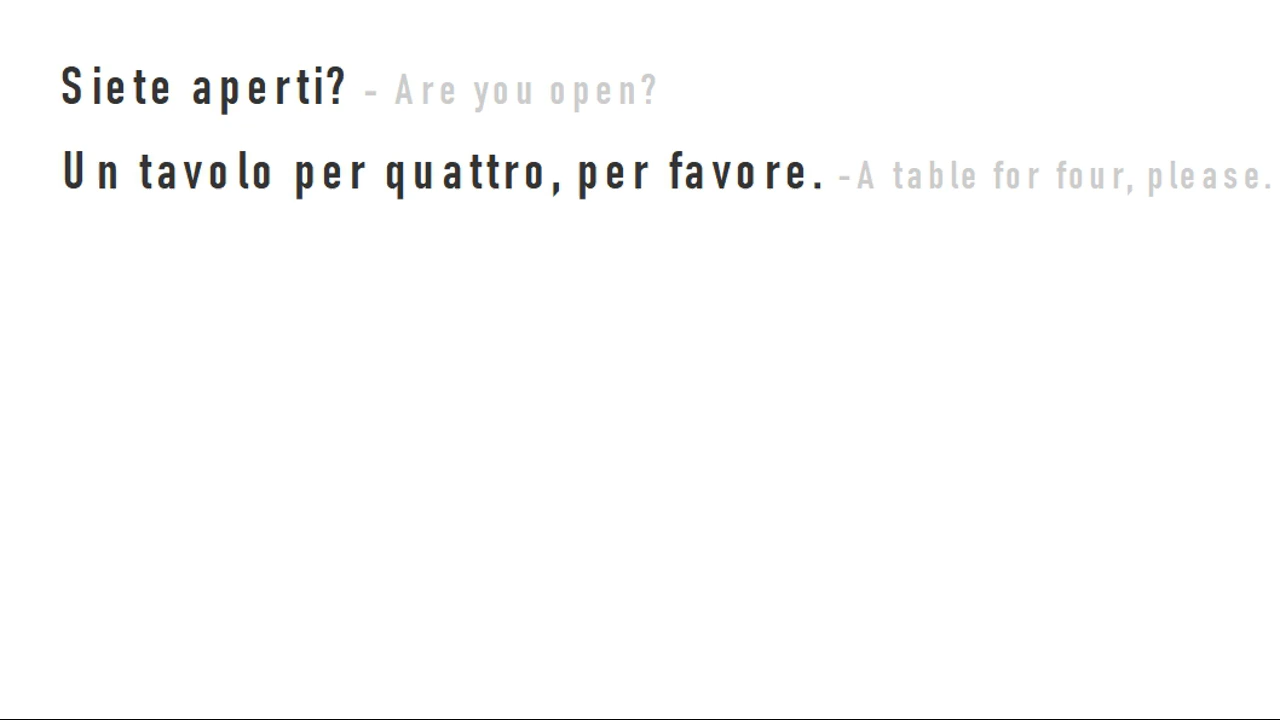 Siete aperti? - Are you open?
Un tavolo per quattro, per favore. -A table for four, please.